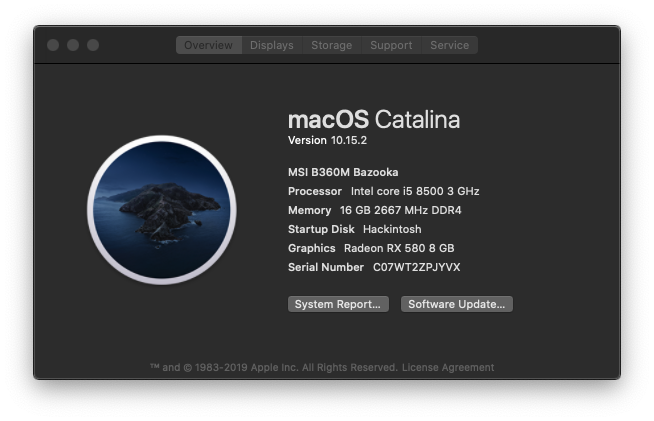 Overview Displays Storage Support Service
macOS Catalina
Version 10.15.2
MSI B360M Bazooka
Processor Intel core i5 8500 3 GHz
Memory 16 GB 2667 MHz DDR4
Startup Disk Hackintosh
Graphics Radeon RX 580 8 GB
Serial Number C07WT2ZPJYVX
System Report... Software Update...
™ and © 1983-2019 Apple Inc. All Rights Reserved. License Agreement